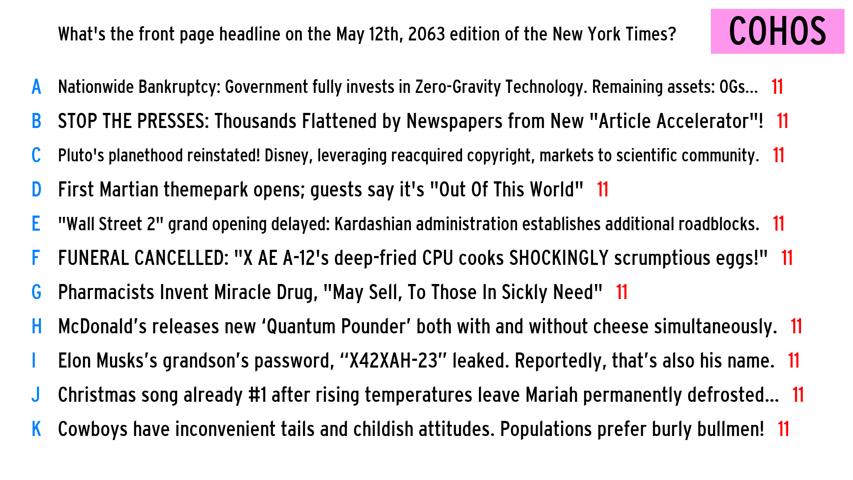 What's the front page headline on the May 12th, 2063 edition of the New York Times?
COHOS
A Nationwide Bankruptcy: Government fully invests in Zero-Gravity Technology. Remaining assets: OGs... 11
B STOP THE PRESSES: Thousands Flattened by Newspapers from New "Article Accelerator"! 11
C Pluto's planethood reinstated! Disney, leveraging reacquired copyright, markets to scientific community. 11
D First Martian themepark opens; guests say it's "Out Of This World" 11
E "Wall Street 2" grand opening delayed: Kardashian administration establishes additional roadblocks. 11
F FUNERAL CANCELLED: "X AE A-12's deep-fried CPU cooks SHOCKINGLY scrumptious eggs!" 11
G Pharmacists Invent Miracle Drug, "May Sell, To Those In Sickly Need" 11
H McDonald’s releases new ‘Quantum Pounder’ both with and without cheese simultaneously. 11
I Elon Musks’s grandson’s password, “X42XAH-23” leaked. Reportedly, that’s also his name. 11
J Christmas song already #1 after rising temperatures leave Mariah permanently defrosted... 11
K Cowboys have inconvenient tails and childish attitudes. Populations prefer burly bullmen! 11